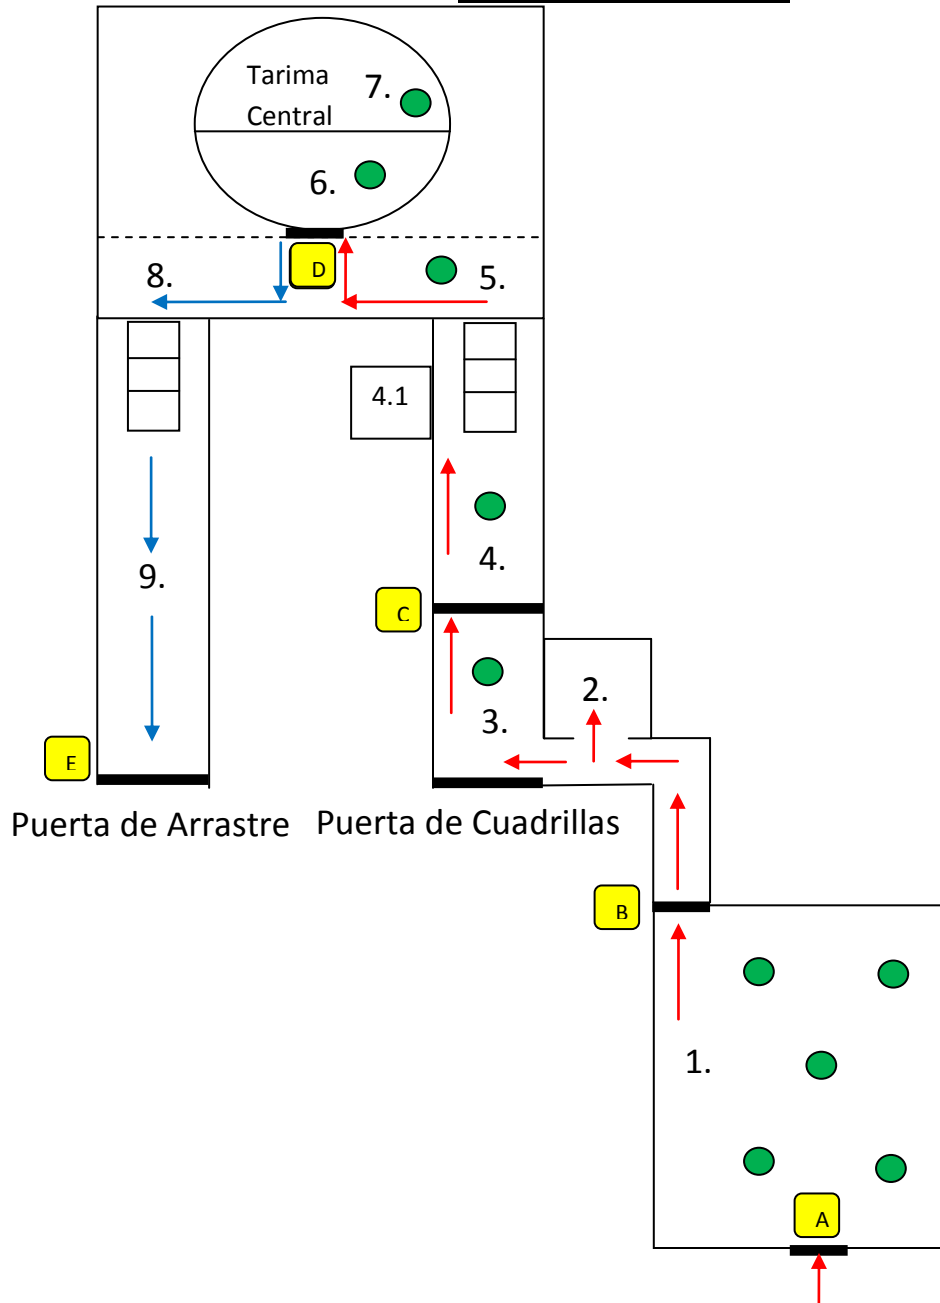 Tarima
Central
7.
6.
D
8.
5.
4.1
4.
9.
C
2.
3.
E
Puerta de Arrastre
Puerta de Cuadrillas
B
1.
A